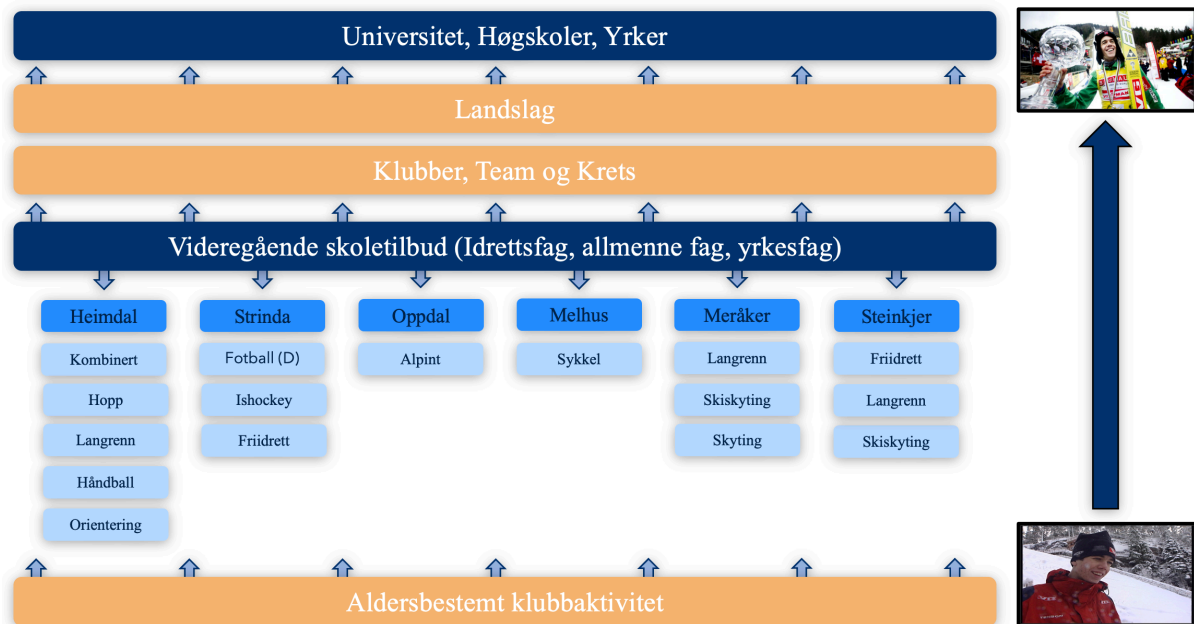 Universitet, Høgskoler, Yrker
Landslag
Klubber, Team og Krets
Videregående skoletilbud (Idrettsfag, allmenne fag, yrkesfag)
Heimdal
Kombinert
Hopp
Langrenn
Håndball
Orientering
Strinda
Fotball (D)
Ishockey
Friidrett
Oppdal
Alpint
Melhus
Sykkel
Meråker
Langrenn
Skiskyting
Skyting
Steinkjer
Friidrett
Langrenn
Skiskyting
Aldersbestemt klubbaktivitet